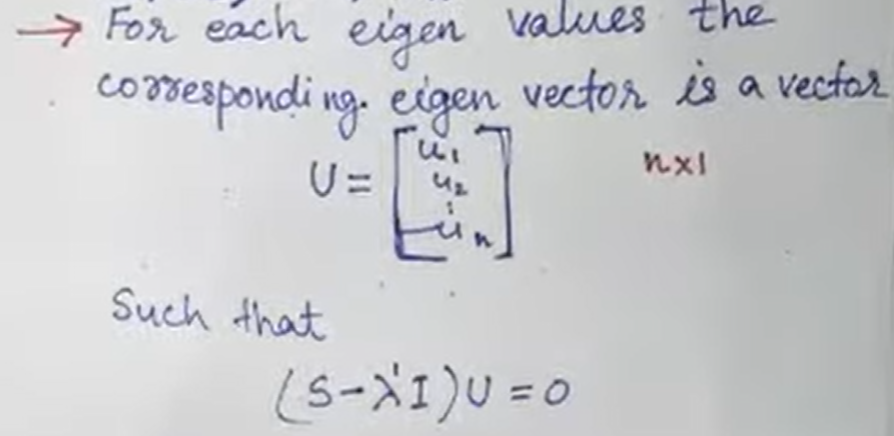 → For each eigen values the
corresponding. eigen vector is a vector
U = [u₁ u₂ ⋮ uₙ] n×1
Such that
(S-λ'I)U = 0